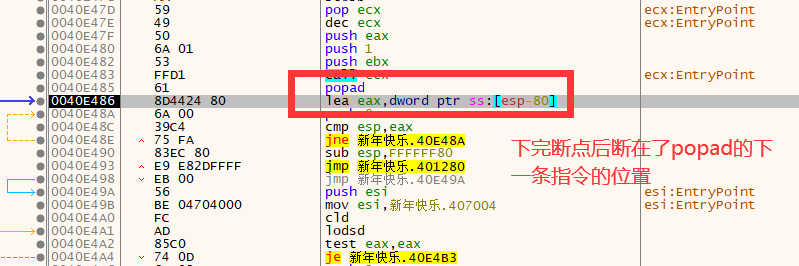 0040E47D 59 pop ecx ecx:EntryPoint
0040E47F 49 dec ecx ecx:EntryPoint
0040E47F 50 push eax
0040E480 6A 01 push 1
0040E482 53 push ebx
0040E483 FFD1 call ecx ecx:EntryPoint
0040E485 61 popad
0040E486 8D4424 80 lea eax,dword ptr ss:[esp-80]
0040E48A 6A 00
0040E48C 39C4 cmp esp,eax
0040E48E 75 FA jne 新年快乐.40E48A
0040E490 83EC 80 sub esp,FFFFFF80
0040E493 E9 E82DFFFF jmp 新年快乐.401280
0040E498 EB 00 jmp 新年快乐.40E49A
0040E49A 56 push esi esi:EntryPoint
0040E49B BE 04704000 mov esi,新年快乐.407004 esi:EntryPoint
0040E4A0 FC cld
0040E4A1 AD lodsd
0040E4A2 85C0 test eax,eax
0040E4A4 74 0D je 新年快乐.40E4B3
下完断点后断在了popad的下
一条指令的位置